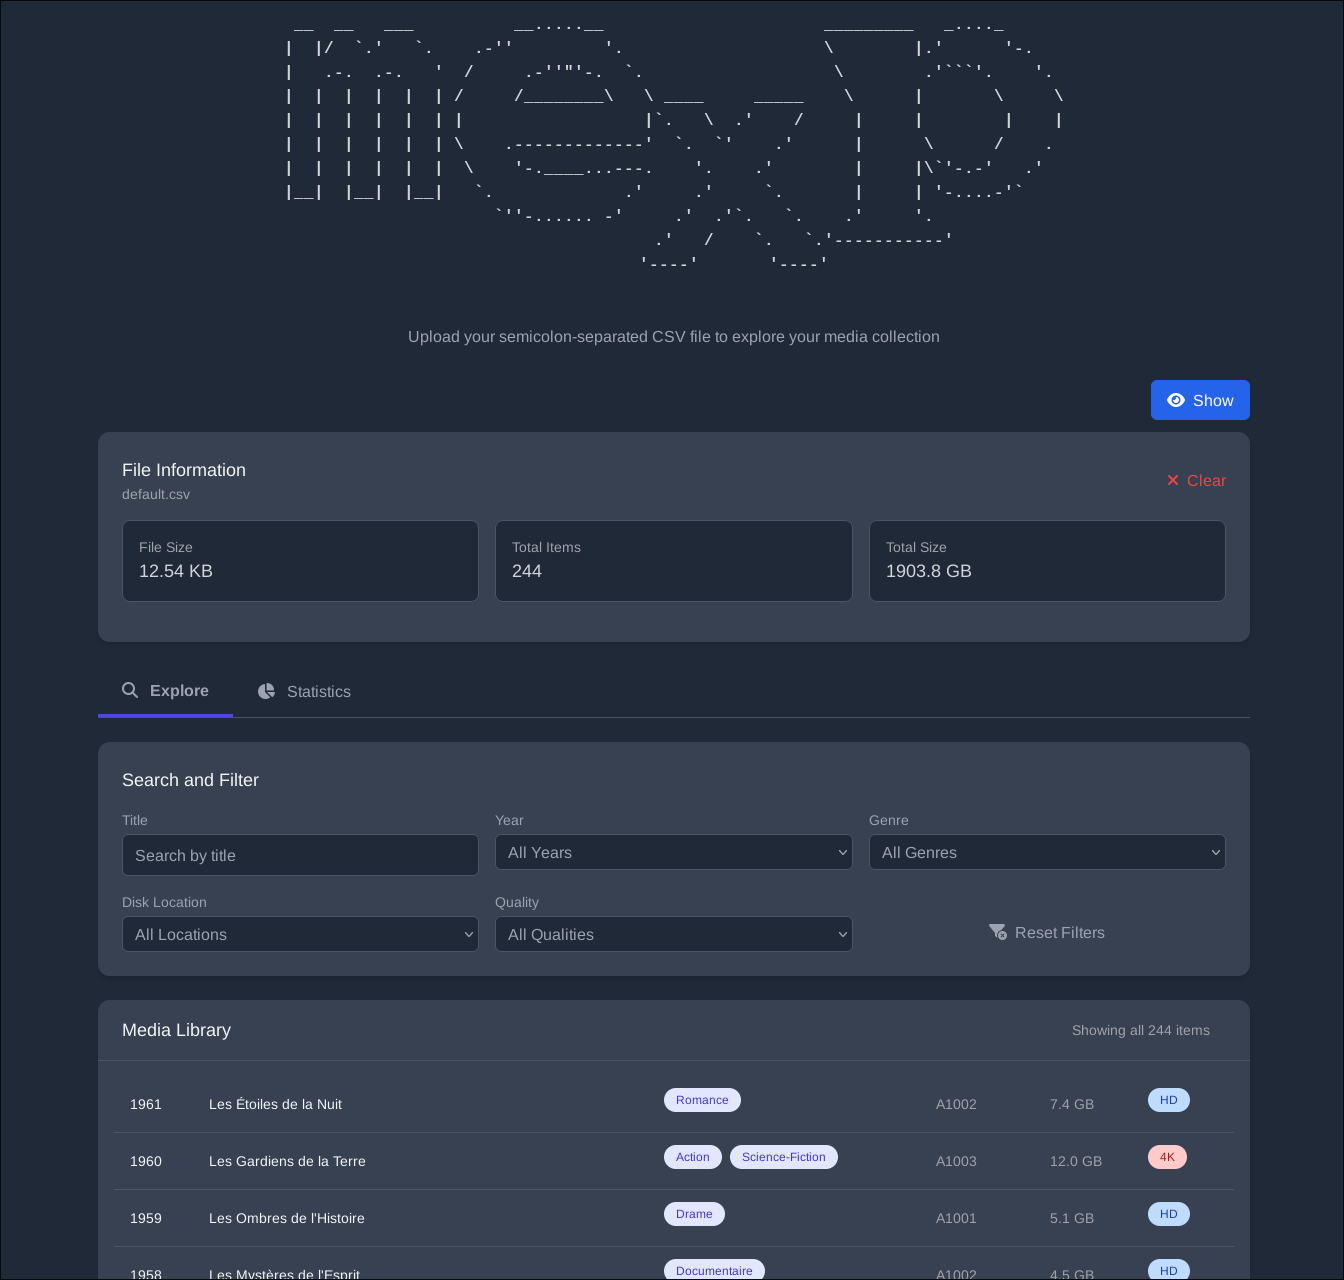 mexp
Upload your semicolon-separated CSV file to explore your media collection
Show
File Information
default.csv
Clear
File Size
12.54 KB
Total Items
244
Total Size
1903.8 GB
Explore
Statistics
Search and Filter
Title
Search by title
Year
All Years
Genre
All Genres
Disk Location
All Locations
Quality
All Qualities
Reset Filters
Media Library
Showing all 244 items
1961 Les Étoiles de la Nuit Romance A1002 7.4 GB HD
1960 Les Gardiens de la Terre Action Science-Fiction A1003 12.0 GB 4K
1959 Les Ombres de l'Histoire Drame A1001 5.1 GB HD
1958 Les Mystères de l'Esprit Documentaire A1002 4.5 GB HD